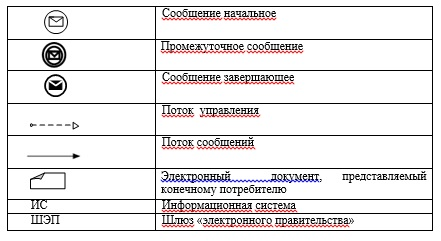 Сообщение начальное
Промежуточное сообщение
Сообщение завершающее
Поток управления
Поток сообщений
Электронный документ, представляемый
конечному потребителю
ИС Информационная система
ШЭП Шлюз «электронного правительства»